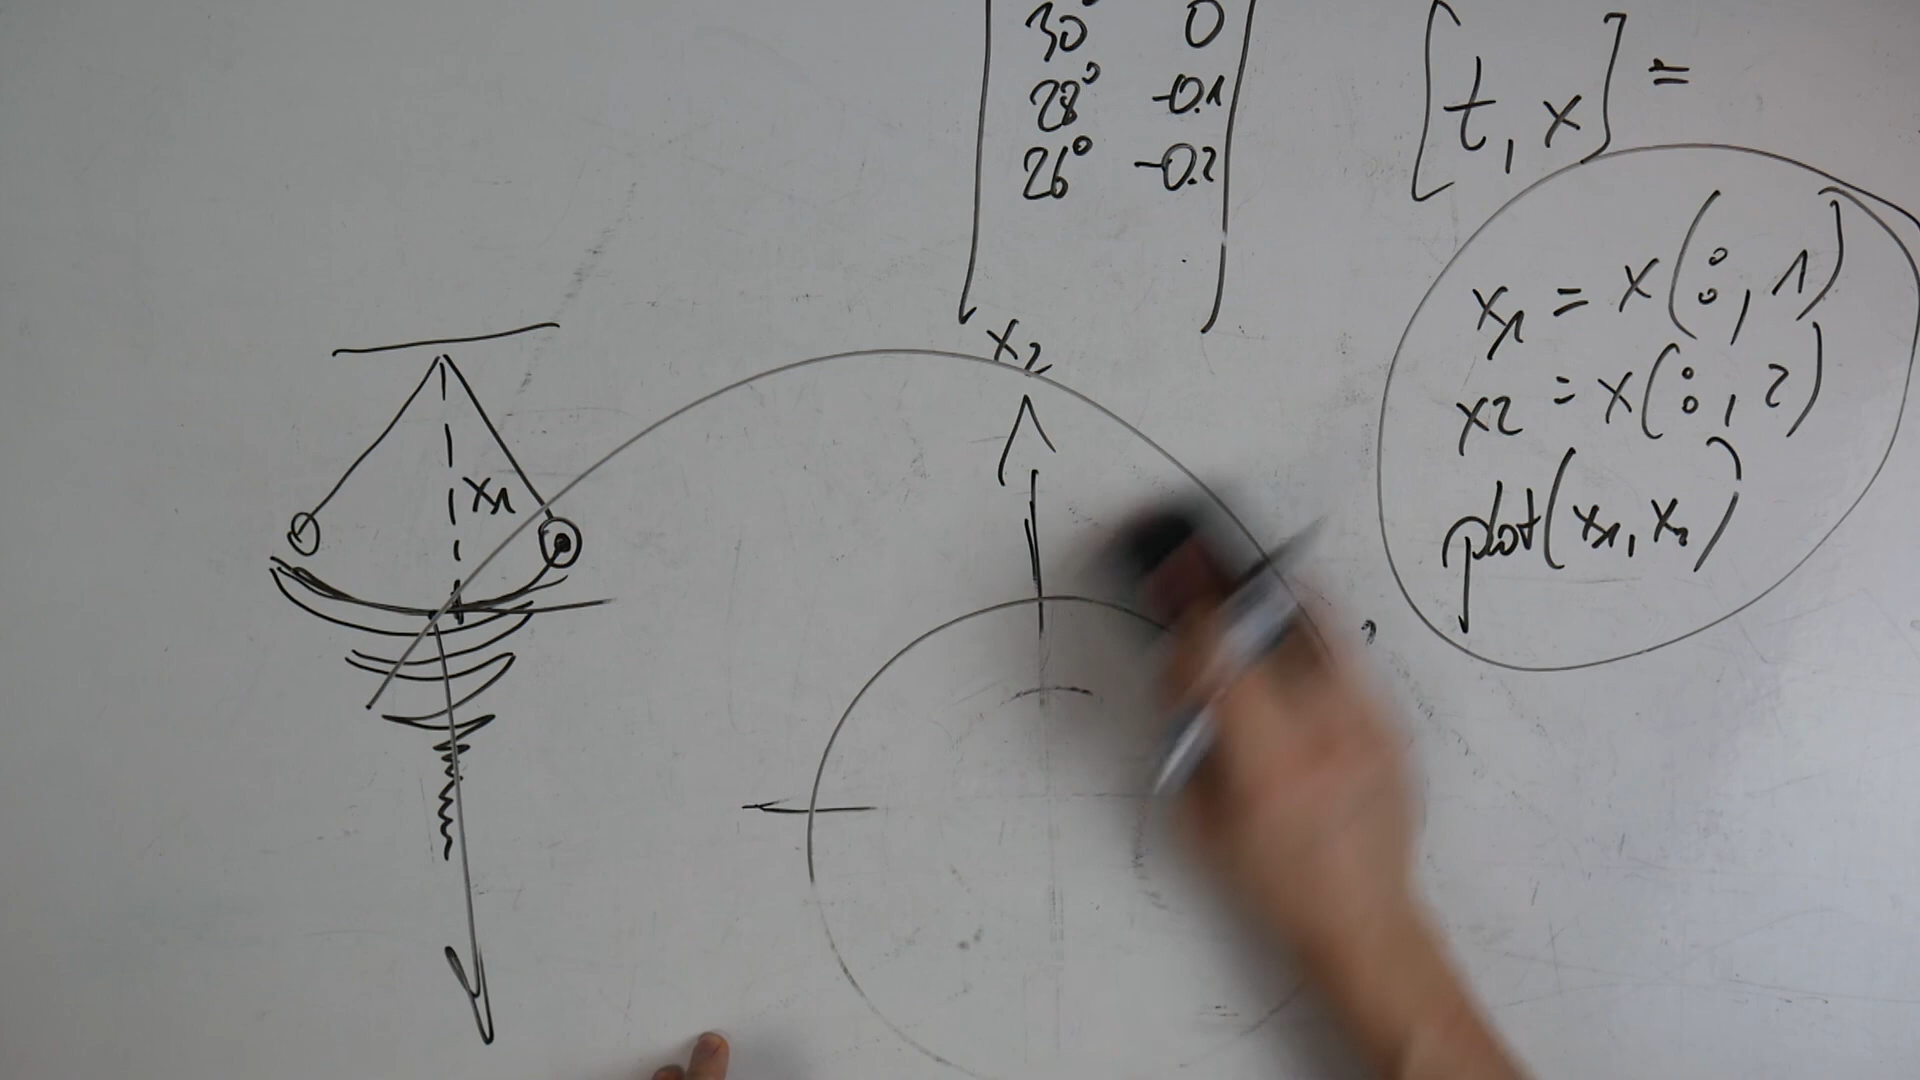 30° 0
28° -0.1
26° -0.2
[t, x] =
x1 = x(:, 1)
x2 = x(:, 2)
plot(x1, x2)
x2
x1